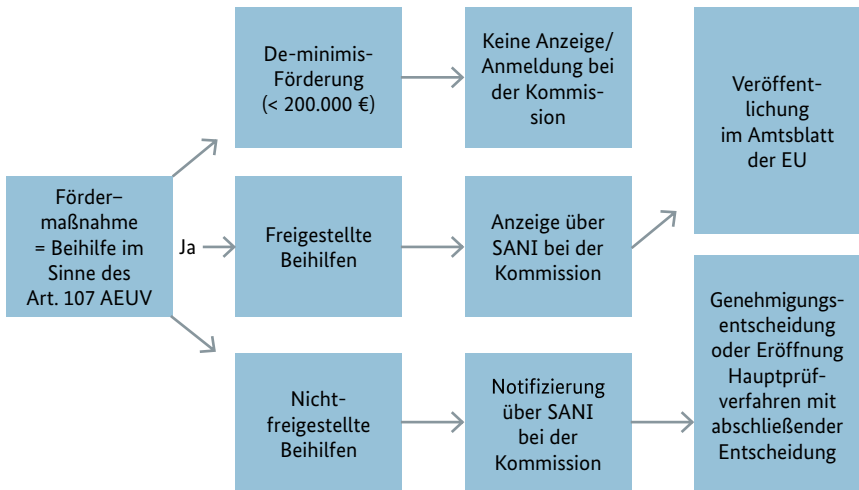 Förder–
maßnahme
= Beihilfe im
Sinne des
Art. 107 AEUV
Ja
De-minimis-
Förderung
(< 200.000 €)
Keine Anzeige/
Anmeldung bei
der Kommis-
sion
Freigestellte
Beihilfen
Anzeige über
SANI bei der
Kommission
Veröffent-
lichung
im Amtsblatt
der EU
Nicht-
freigestellte
Beihilfen
Notifizierung
über SANI
bei der
Kommission
Genehmigungs-
entscheidung
oder Eröffnung
Hauptprüf-
verfahren mit
abschließender
Entscheidung